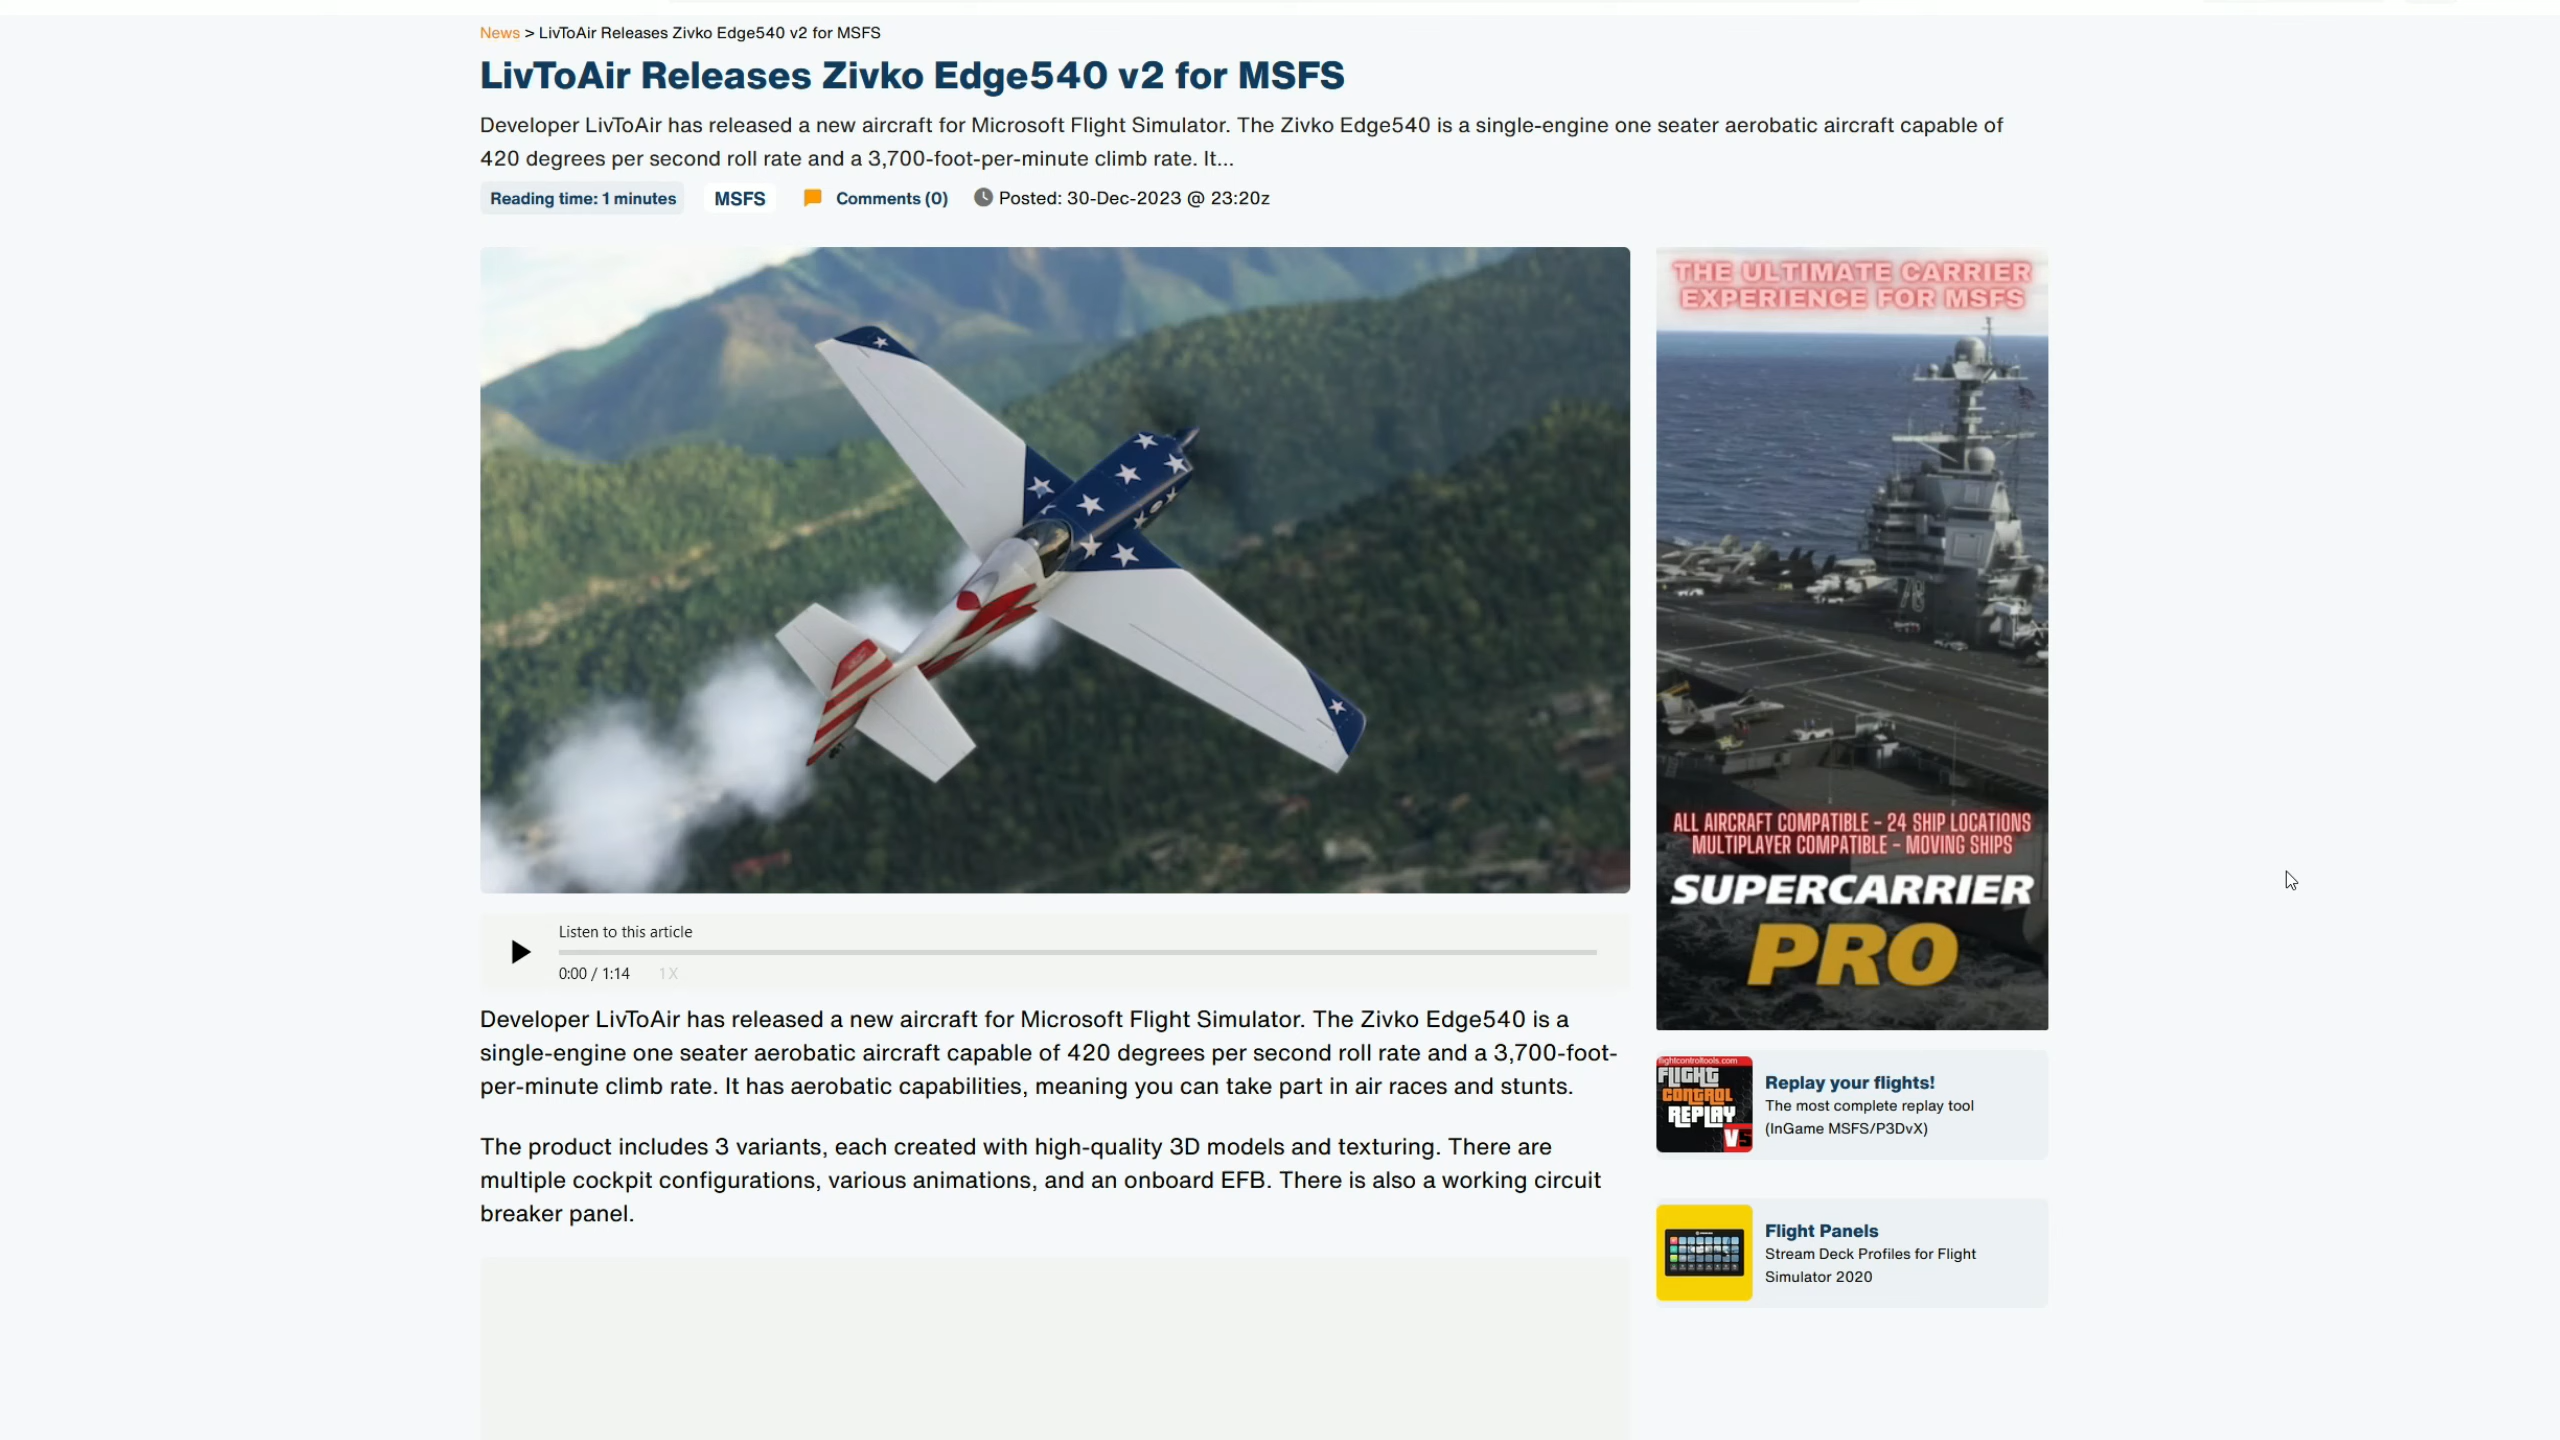 News > LivToAir Releases Zivko Edge540 v2 for MSFS
LivToAir Releases Zivko Edge540 v2 for MSFS
Developer LivToAir has released a new aircraft for Microsoft Flight Simulator. The Zivko Edge540 is a single-engine one seater aerobatic aircraft capable of
420 degrees per second roll rate and a 3,700-foot-per-minute climb rate. It...
Reading time: 1 minutes MSFS Comments (0) Posted: 30-Dec-2023 @ 23:20z
THE ULTIMATE CARRIER
EXPERIENCE FOR MSFS
78
ALL AIRCRAFT COMPATIBLE - 24 SHIP LOCATIONS
MULTIPLAYER COMPATIBLE - MOVING SHIPS
SUPERCARRIER
PRO
Listen to this article
0:00 / 1:14 1X
Developer LivToAir has released a new aircraft for Microsoft Flight Simulator. The Zivko Edge540 is a
single-engine one seater aerobatic aircraft capable of 420 degrees per second roll rate and a 3,700-foot-
per-minute climb rate. It has aerobatic capabilities, meaning you can take part in air races and stunts.
The product includes 3 variants, each created with high-quality 3D models and texturing. There are
multiple cockpit configurations, various animations, and an onboard EFB. There is also a working circuit
breaker panel.
flightcontroltools.com
FLIGHT
CONTROL
REPLAY
V5
Replay your flights!
The most complete replay tool
(InGame MSFS/P3DvX)
Flight Panels
Stream Deck Profiles for Flight
Simulator 2020